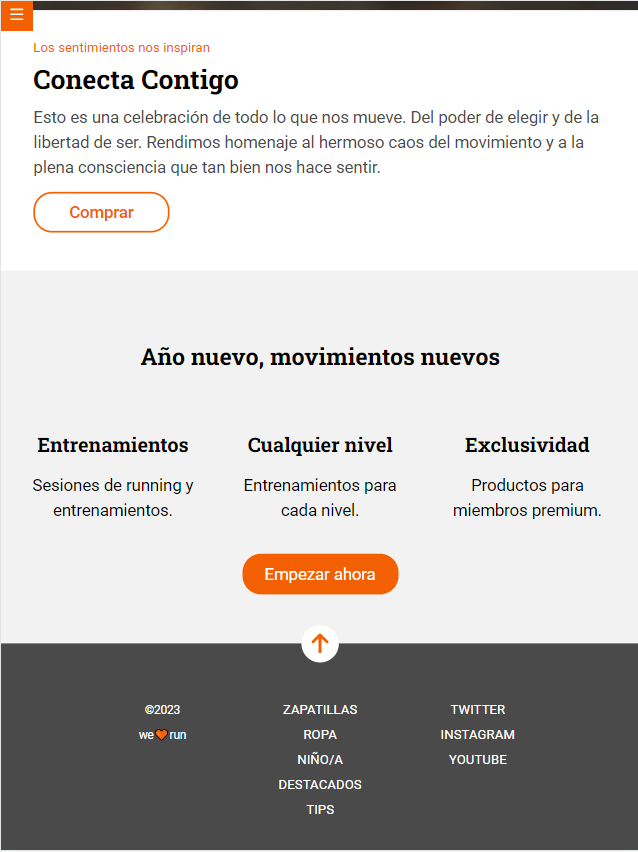 Los sentimientos nos inspiran
Conecta Contigo
Esto es una celebración de todo lo que nos mueve. Del poder de elegir y de la
libertad de ser. Rendimos homenaje al hermoso caos del movimiento y a la
plena consciencia que tan bien nos hace sentir.
Comprar
Año nuevo, movimientos nuevos
Entrenamientos
Sesiones de running y
entrenamientos.
Cualquier nivel
Entrenamientos para
cada nivel.
Exclusividad
Productos para
miembros premium.
Empezar ahora
©2023
we🧡run
ZAPATILLAS
ROPA
NIÑO/A
DESTACADOS
TIPS
TWITTER
INSTAGRAM
YOUTUBE